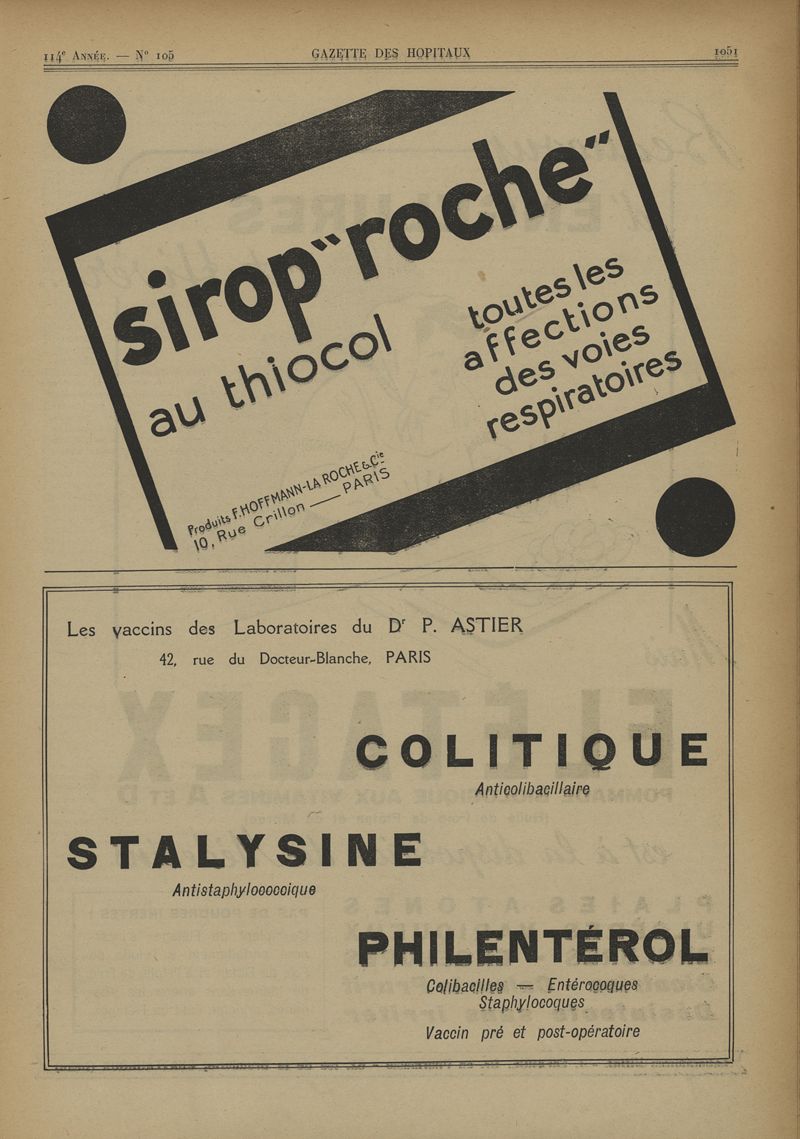 114e ANNÉE. — No 105
GAZETTE DES HOPITAUX
1051
sirop "roche"
au thiocol
toutes les
affections
des voies
respiratoires
Produits F. HOFFMANN-LA ROCHE & Cie
10, Rue Crillon — PARIS
Les vaccins des Laboratoires du Dr P. ASTIER
42, rue du Docteur-Blanche, PARIS
COLITIQUE
Anticolibacillaire
STALYSINE
Antistaphylococcique
PHILENTÉROL
Colibacilles — Entérocoques
Staphylocoques
Vaccin pré et post-opératoire